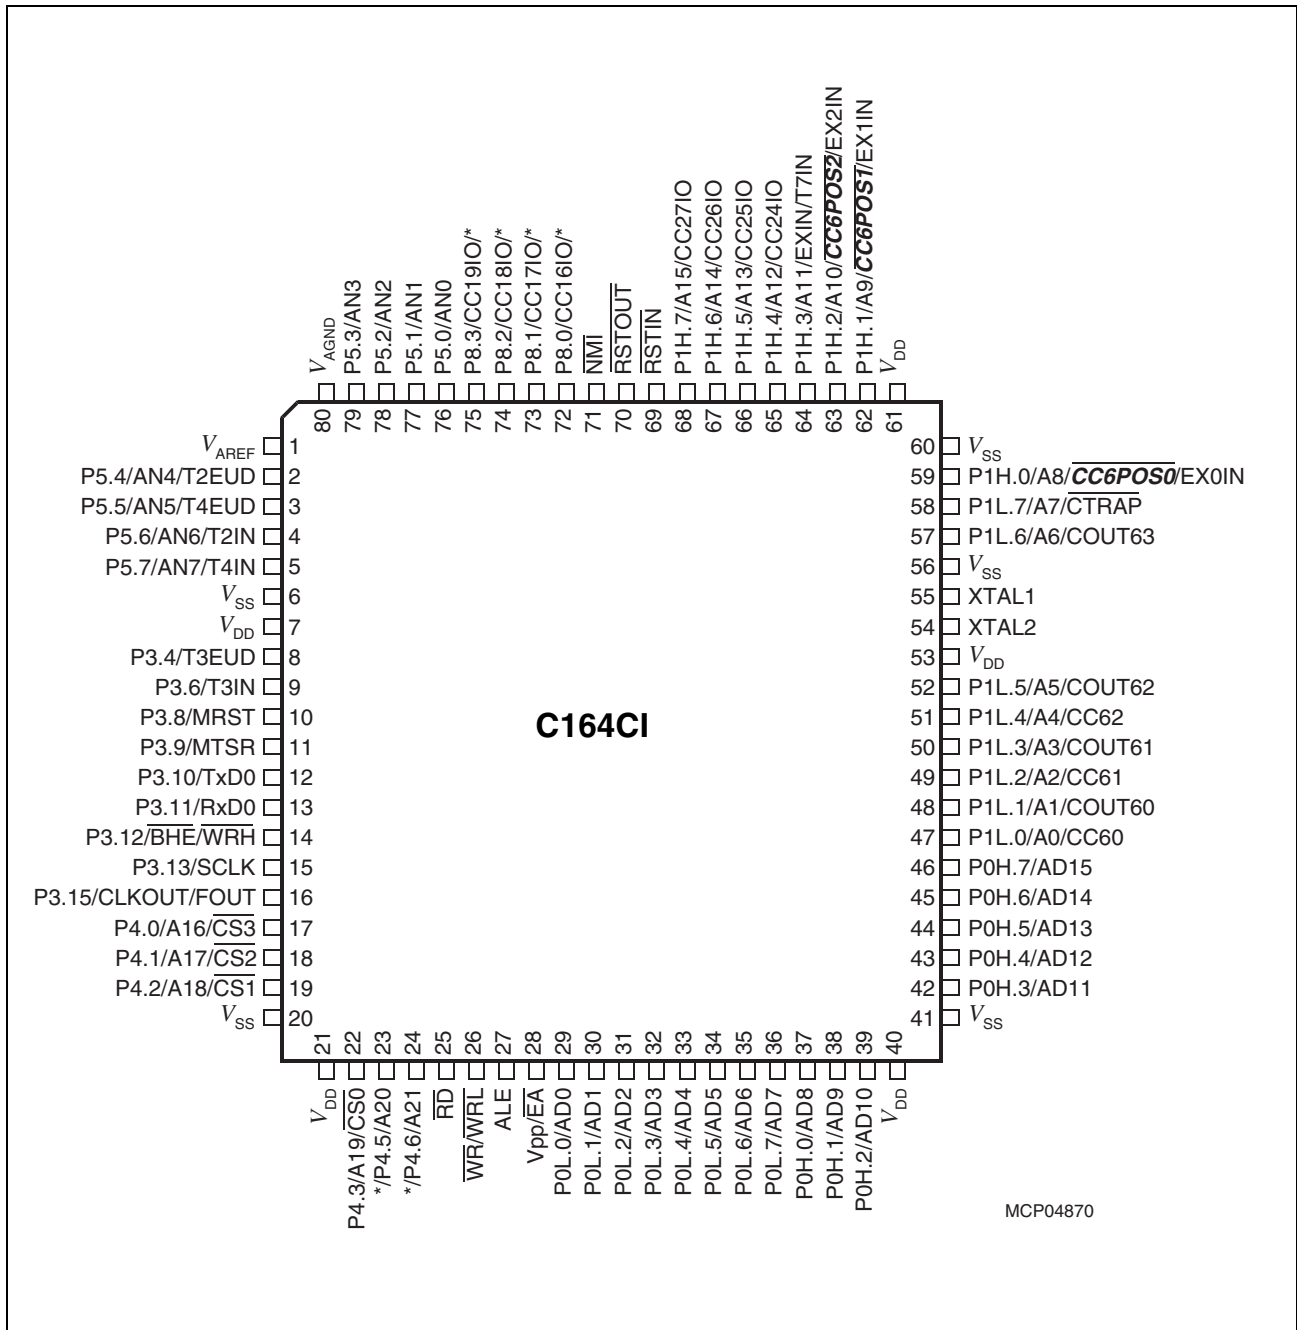 V_AGND
P5.3/AN3
P5.2/AN2
P5.1/AN1
P5.0/AN0
P8.3/CC19IO/*
P8.2/CC18IO/*
P8.1/CC17IO/*
P8.0/CC16IO/*
NMI
RSTOUT
RSTIN
P1H.7/A15/CC27IO
P1H.6/A14/CC26IO
P1H.5/A13/CC25IO
P1H.4/A12/CC24IO
P1H.3/A11/EXIN/T7IN
P1H.2/A10/CC6POS2/EX2IN
P1H.1/A9/CC6POS1/EX1IN
V_DD
80 79 78 77 76 75 74 73 72 71 70 69 68 67 66 65 64 63 62 61
V_AREF 1
P5.4/AN4/T2EUD 2
P5.5/AN5/T4EUD 3
P5.6/AN6/T2IN 4
P5.7/AN7/T4IN 5
V_SS 6
V_DD 7
P3.4/T3EUD 8
P3.6/T3IN 9
P3.8/MRST 10
P3.9/MTSR 11
P3.10/TxD0 12
P3.11/RxD0 13
P3.12/BHE/WRH 14
P3.13/SCLK 15
P3.15/CLKOUT/FOUT 16
P4.0/A16/CS3 17
P4.1/A17/CS2 18
P4.2/A18/CS1 19
V_SS 20
C164CI
60 V_SS
59 P1H.0/A8/CC6POS0/EX0IN
58 P1L.7/A7/CTRAP
57 P1L.6/A6/COUT63
56 V_SS
55 XTAL1
54 XTAL2
53 V_DD
52 P1L.5/A5/COUT62
51 P1L.4/A4/CC62
50 P1L.3/A3/COUT61
49 P1L.2/A2/CC61
48 P1L.1/A1/COUT60
47 P1L.0/A0/CC60
46 P0H.7/AD15
45 P0H.6/AD14
44 P0H.5/AD13
43 P0H.4/AD12
42 P0H.3/AD11
41 V_SS
21 22 23 24 25 26 27 28 29 30 31 32 33 34 35 36 37 38 39 40
V_DD
P4.3/A19/CS0
*/P4.5/A20
*/P4.6/A21
RD
WR/WRL
ALE
Vpp/EA
P0L.0/AD0
P0L.1/AD1
P0L.2/AD2
P0L.3/AD3
P0L.4/AD4
P0L.5/AD5
P0L.6/AD6
P0L.7/AD7
P0H.0/AD8
P0H.1/AD9
P0H.2/AD10
V_DD
MCP04870